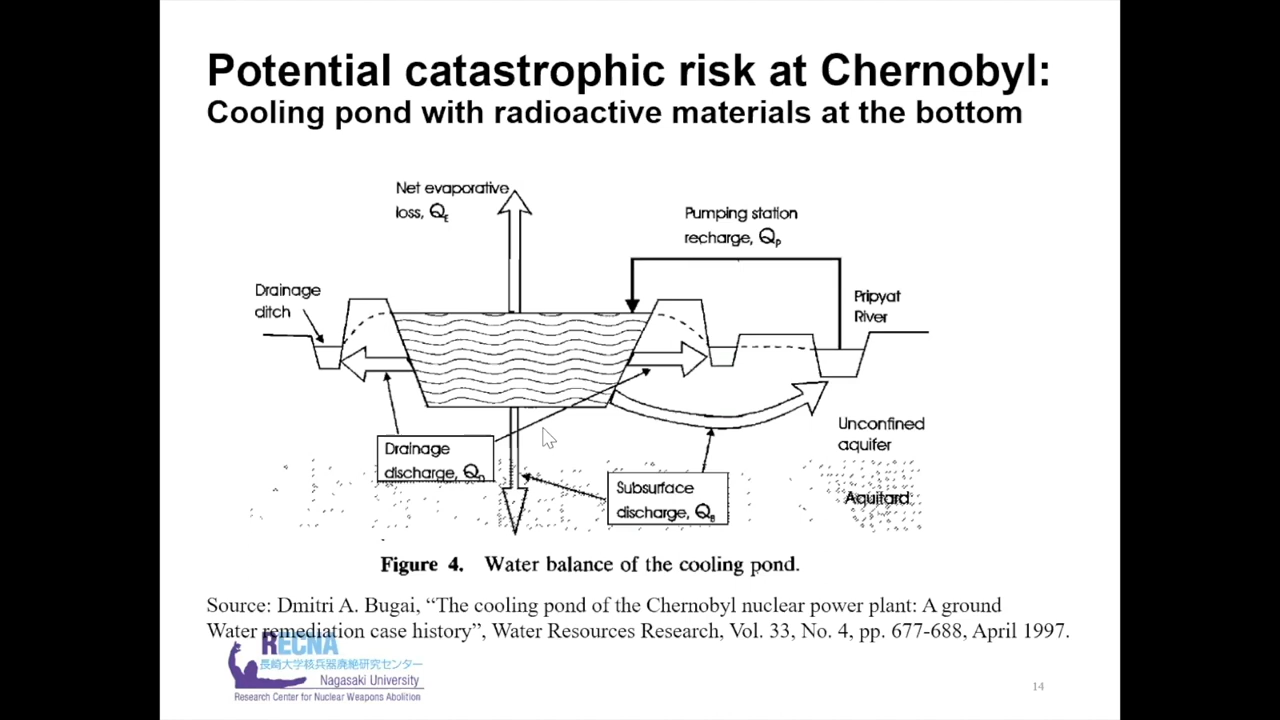 Potential catastrophic risk at Chernobyl:
Cooling pond with radioactive materials at the bottom
Net evaporative
loss, QE
Pumping station
recharge, QP
Drainage
ditch
Pripyat
River
Unconfined
aquifer
Drainage
discharge, QD
Subsurface
discharge, QS
Aquitard
Figure 4. Water balance of the cooling pond.
Source: Dmitri A. Bugai, “The cooling pond of the Chernobyl nuclear power plant: A ground
Water remediation case history”, Water Resources Research, Vol. 33, No. 4, pp. 677-688, April 1997.
RECNA
長崎大学核兵器廃絶研究センター
Nagasaki University
Research Center for Nuclear Weapons Abolition
14